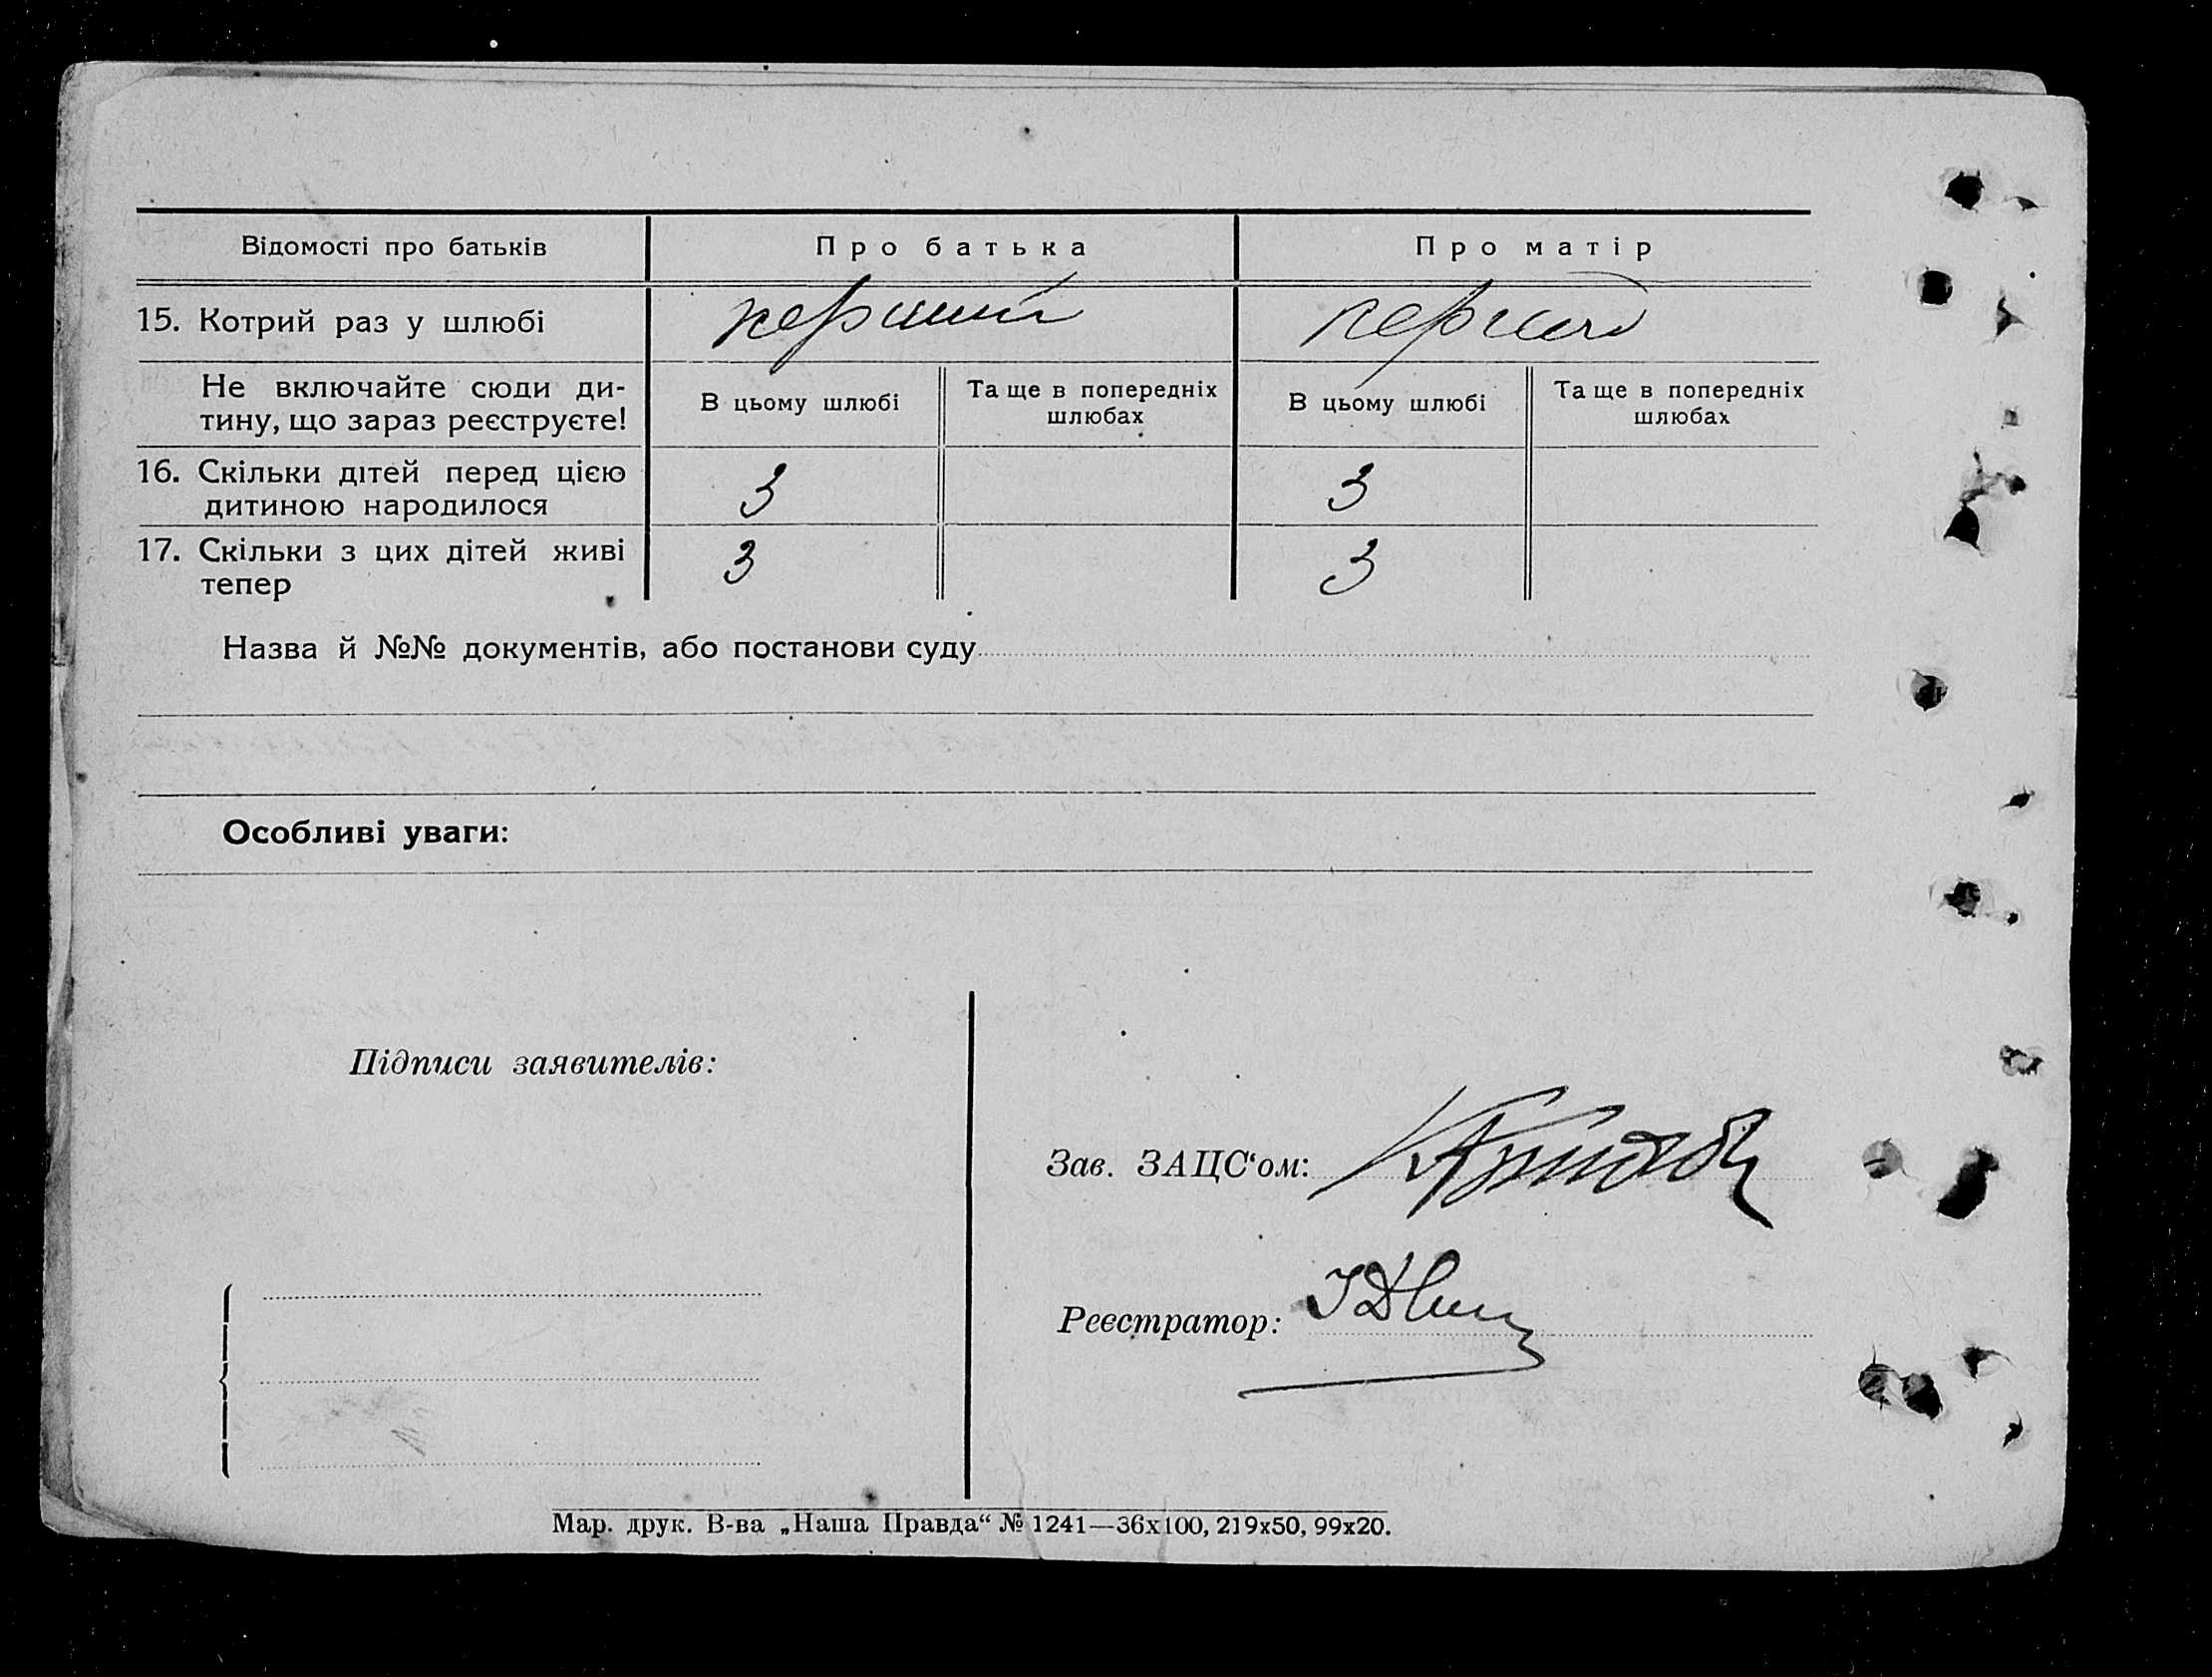 Відомості про батьків
Про батька
Про матір
15. Котрий раз у шлюбі
перший
перший
Не включайте сюди ди-
тину, що зараз реєструєте!
В цьому шлюбі
Та ще в попередніх
шлюбах
В цьому шлюбі
Та ще в попередніх
шлюбах
16. Скільки дітей перед цією
дитиною народилося
3
3
17. Скільки з цих дітей живі
тепер
3
3
Назва й №№ документів, або постанови суду
Особливі уваги:
Підписи заявителів:
Зав. ЗАЦС‘ом:
Реєстратор:
Мар. друк. В-ва „Наша Правда“ № 1241—36х100, 219х50, 99х20.